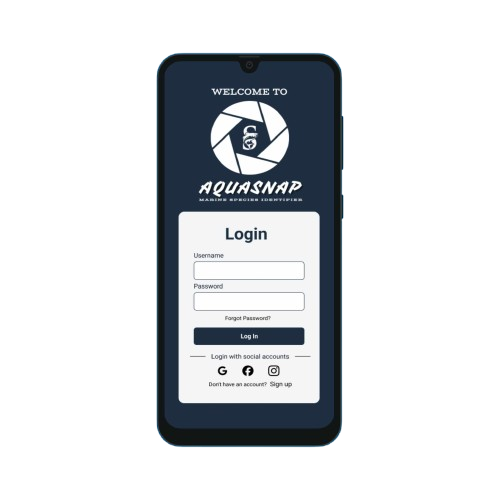 WELCOME TO
AQUASNAP
MARINE SPECIES IDENTIFIER
Login
Username
Password
Forgot Password?
Log In
Login with social accounts
Don't have an account? Sign up